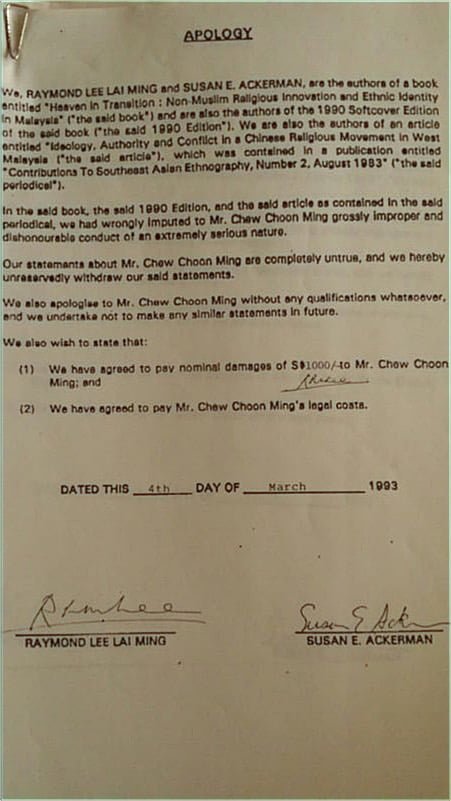 APOLOGY
We, RAYMOND LEE LAI MING and SUSAN E. ACKERMAN, are the authors of a book
entitled "Heaven in Transition : Non-Muslim Religious Innovation and Ethnic Identity
in Malaysia" ("the said book") and are also the authors of the 1990 Softcover Edition
of the said book ("the said 1990 Edition"). We are also the authors of an article
entitled "Ideology, Authority and Conflict in a Chinese Religious Movement in West
Malaysia ("the said article"), which was contained in a publication entitled
"Contributions To Southeast Asian Ethnography, Number 2, August 1983" ("the said
periodical").
In the said book, the said 1990 Edition, and the said article as contained in the said
periodical, we had wrongly imputed to Mr. Chew Choon Ming grossly improper and
dishonourable conduct of an extremely serious nature.
Our statements about Mr. Chew Choon Ming are completely untrue, and we hereby
unreservedly withdraw our said statements.
We also apologise to Mr. Chew Choon Ming without any qualifications whatsoever,
and we undertake not to make any similar statements in future.
We also wish to state that:
(1) We have agreed to pay nominal damages of S$1000/-to Mr. Chew Choon
Ming; and
(2) We have agreed to pay Mr. Chew Choon Ming's legal costs.
DATED THIS 4th DAY OF March 1993
Susan E Acker
RAYMOND LEE LAI MING SUSAN E. ACKERMAN